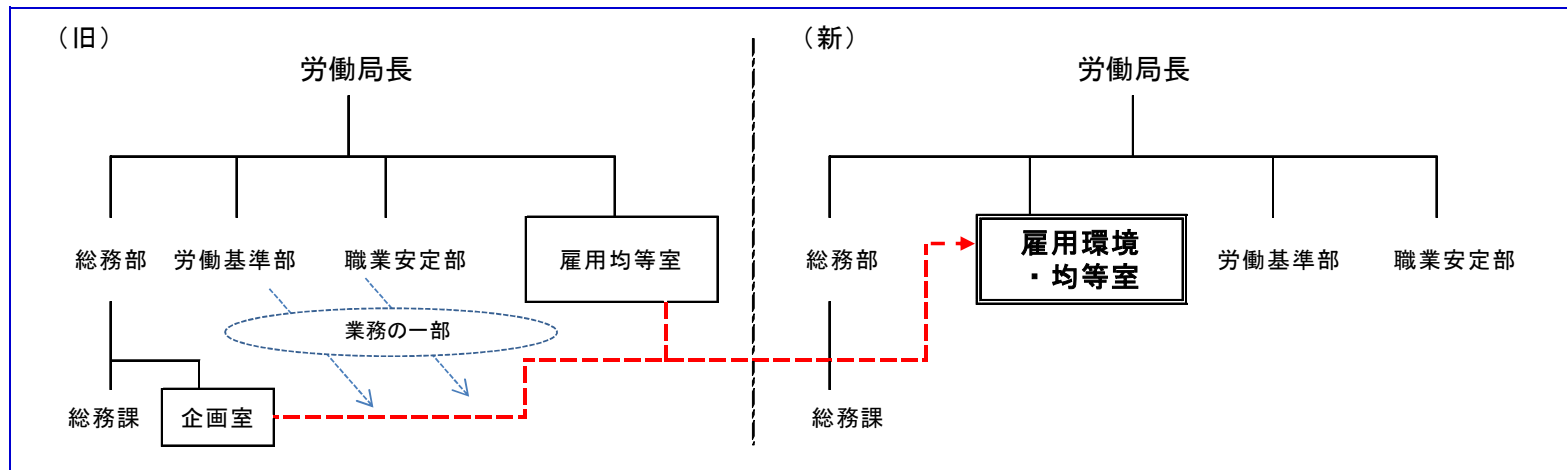 （旧）
労働局長
総務部
労働基準部
職業安定部
雇用均等室
業務の一部
総務課
企画室
（新）
労働局長
総務部
雇用環境
・均等室
労働基準部
職業安定部
総務課